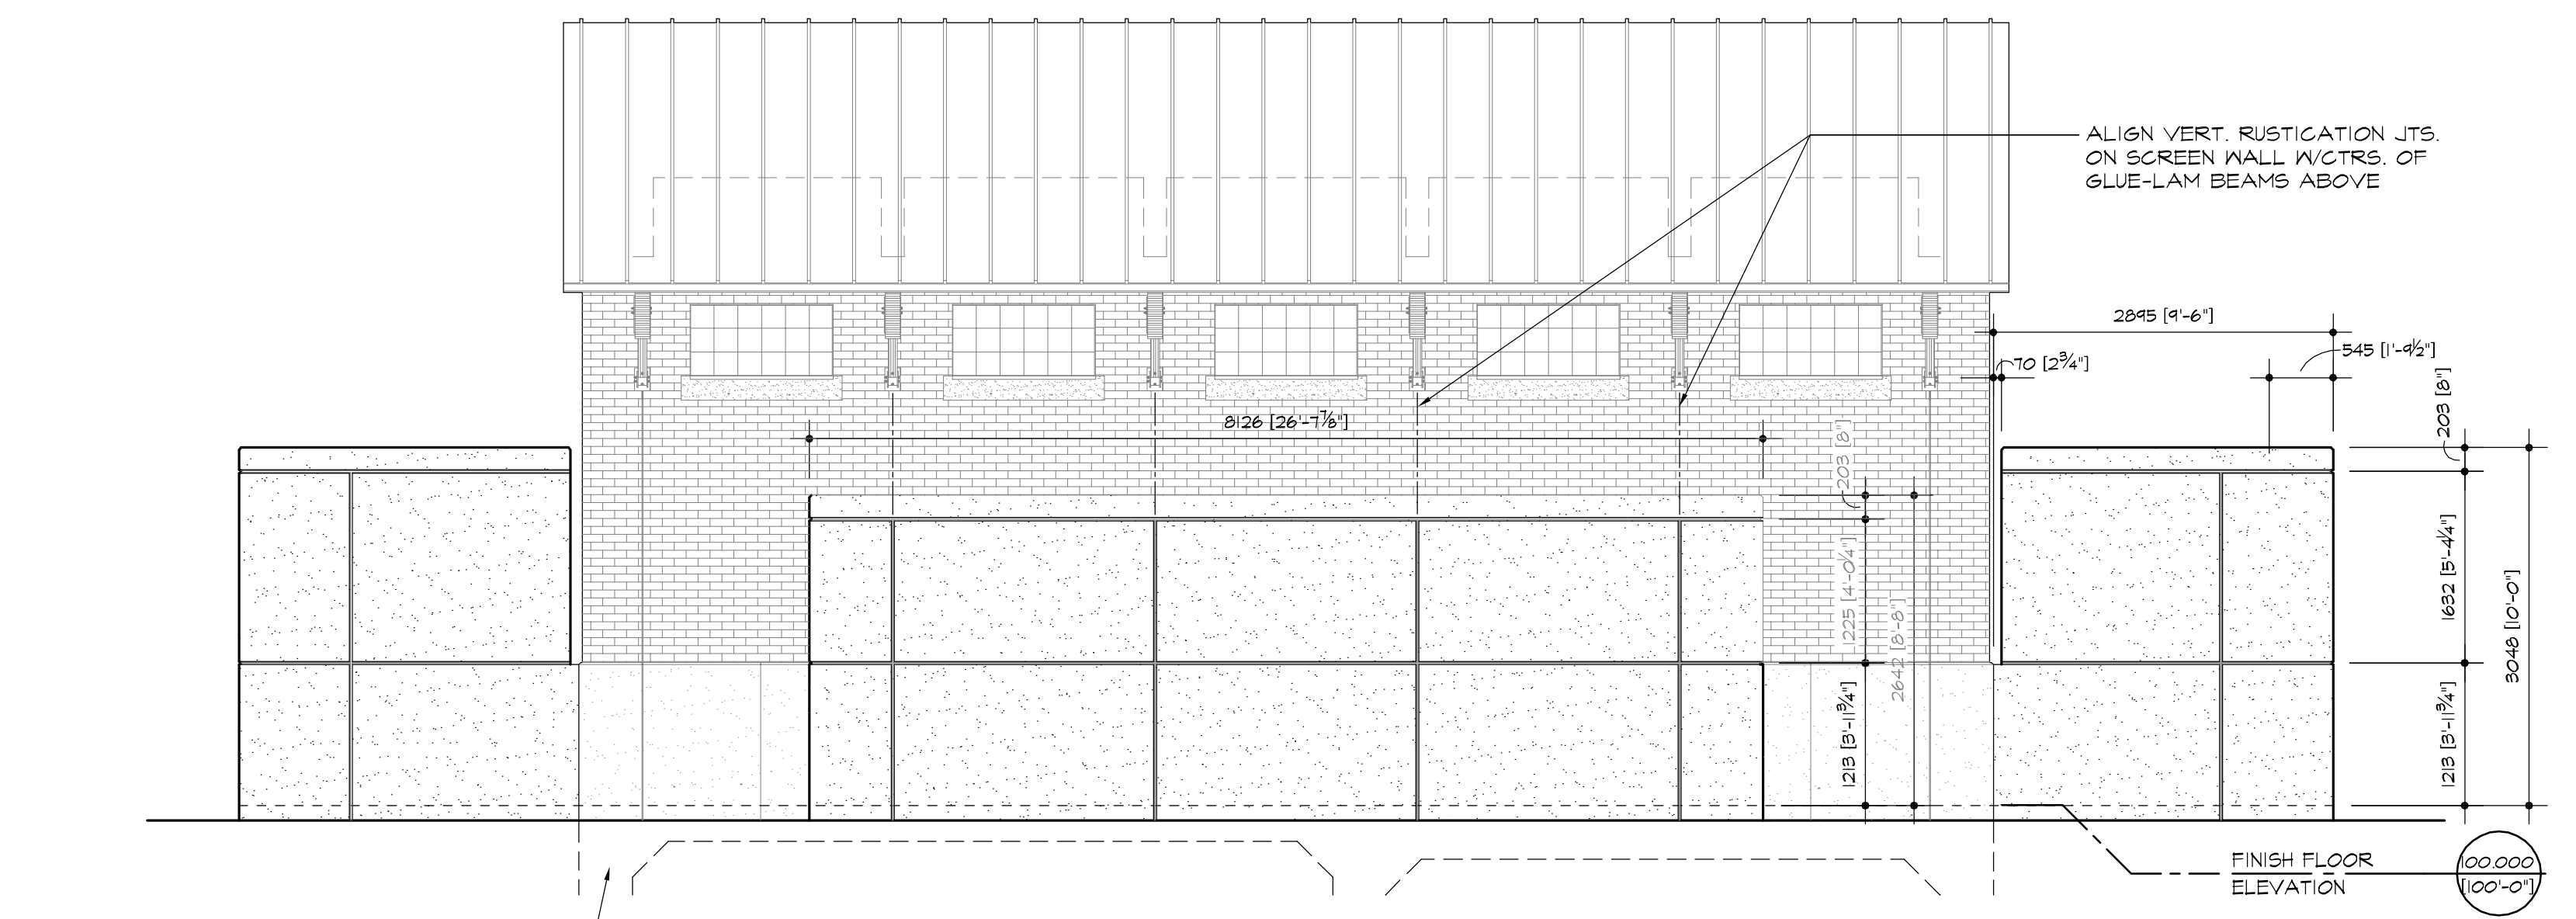 ALIGN VERT. RUSTICATION JTS.
ON SCREEN WALL W/CTRS. OF
GLUE-LAM BEAMS ABOVE
2895 [9'-6"]
70 [2¾"]
545 [1'-9½"]
203 [8"]
8126 [26'-7⅞"]
203 [8"]
1225 [4'-0¼"]
2642 [8'-8"]
1213 [3'-11¾"]
1632 [5'-4¼"]
3048 [10'-0"]
1213 [3'-11¾"]
FINISH FLOOR
ELEVATION
100.000
[100'-0"]